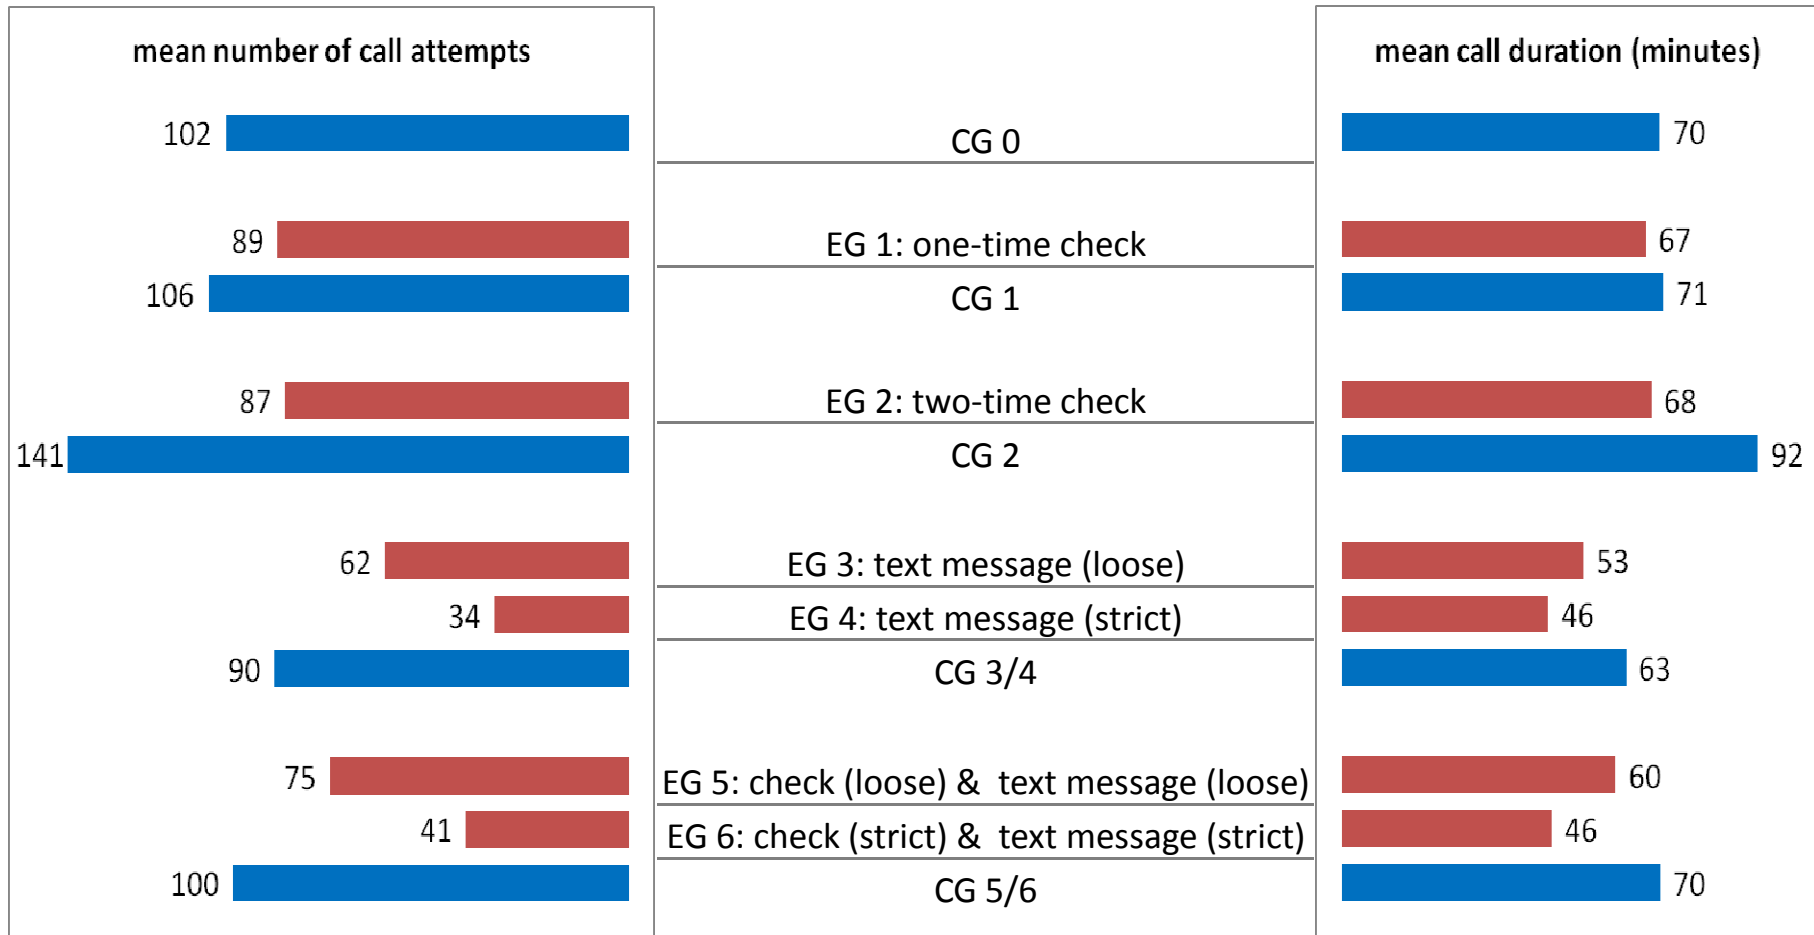 mean number of call attempts
mean call duration (minutes)
102
CG 0
70
89
EG 1: one-time check
67
106
CG 1
71
87
EG 2: two-time check
68
141
CG 2
92
62
EG 3: text message (loose)
53
34
EG 4: text message (strict)
46
90
CG 3/4
63
75
EG 5: check (loose) &  text message (loose)
60
41
EG 6: check (strict) &  text message (strict)
46
100
CG 5/6
70